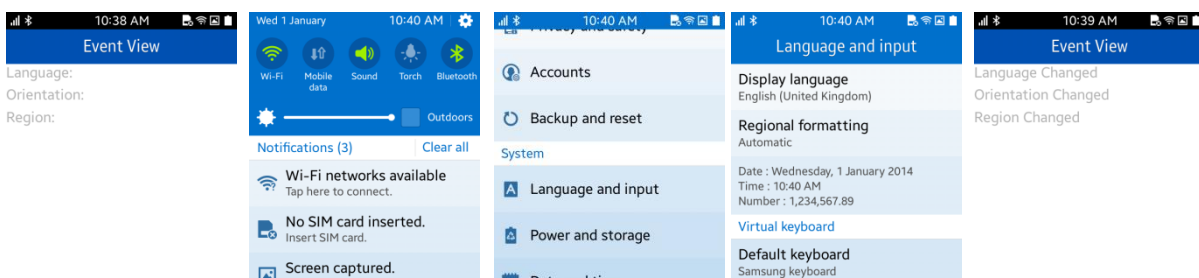 10:38 AM
Event View
Language:
Orientation:
Region:
Wed 1 January 10:40 AM
Wi-Fi Mobile data Sound Torch Bluetooth
Outdoors
Notifications (3) Clear all
Wi-Fi networks available
Tap here to connect.
No SIM card inserted.
Insert SIM card.
Screen captured.
10:40 AM
Privacy and safety
Accounts
Backup and reset
System
Language and input
Power and storage
10:40 AM
Language and input
Display language
English (United Kingdom)
Regional formatting
Automatic
Date : Wednesday, 1 January 2014
Time : 10:40 AM
Number : 1,234,567.89
Virtual keyboard
Default keyboard
Samsung keyboard
10:39 AM
Event View
Language Changed
Orientation Changed
Region Changed